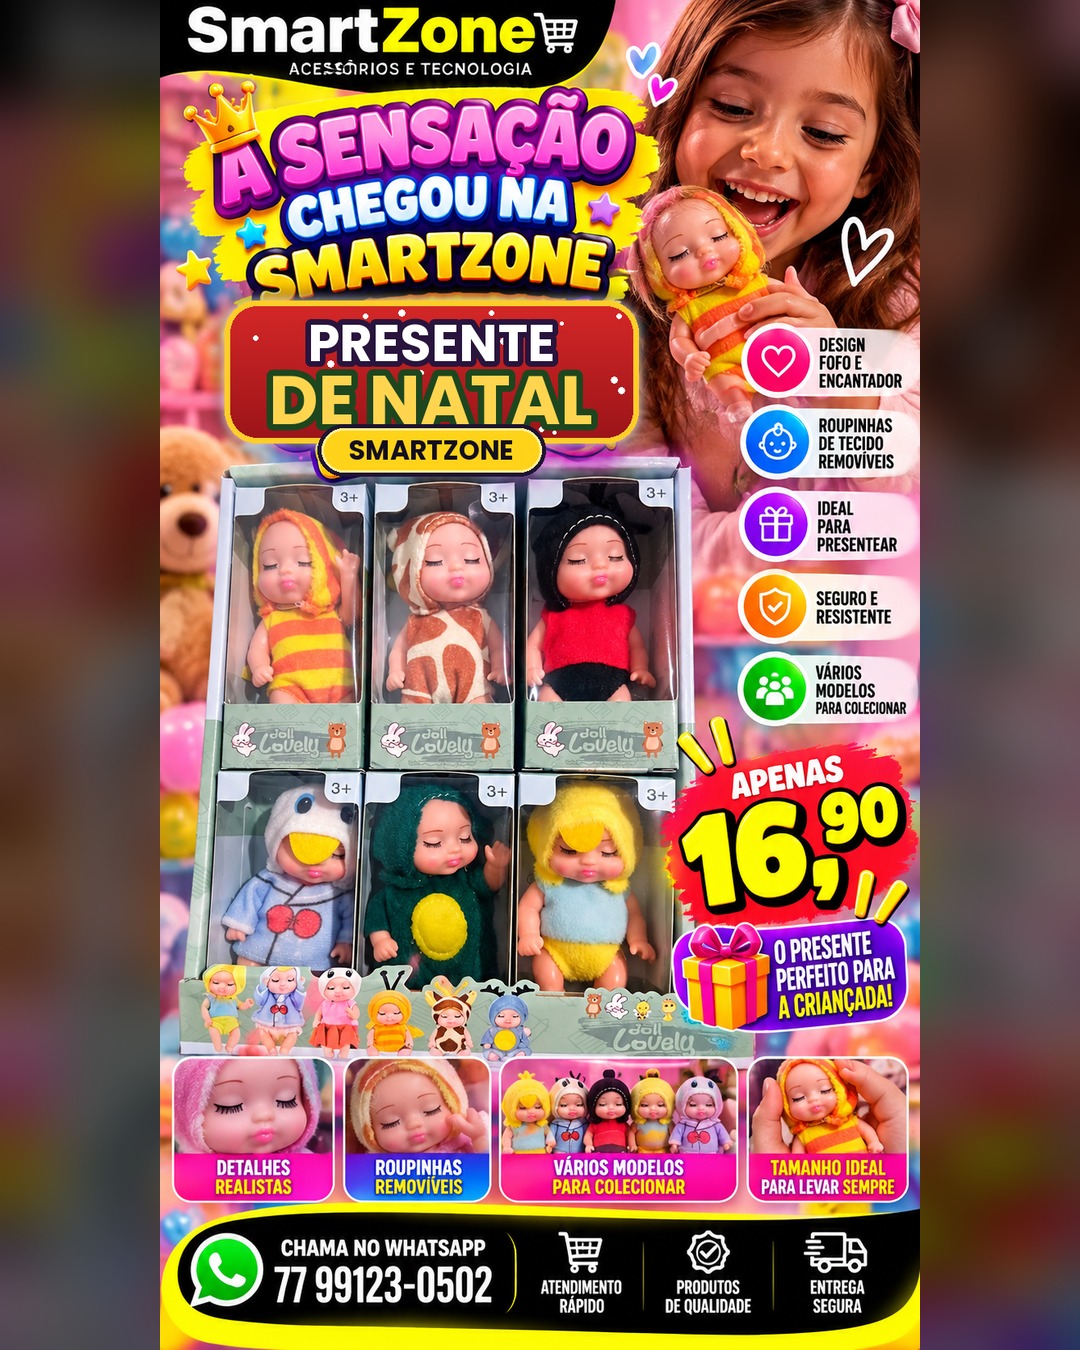 SmartZone
ACESSÓRIOS E TECNOLOGIA
A SENSAÇÃO
CHEGOU NA
SMARTZONE
PRESENTE
DE NATAL
SMARTZONE
DESIGN
FOFO E
ENCANTADOR
ROUPINHAS
DE TECIDO
REMOVÍVEIS
IDEAL
PARA
PRESENTEAR
SEGURO E
RESISTENTE
VÁRIOS
MODELOS
PARA COLECIONAR
3+
3+
3+
doll Lovely
doll Lovely
doll Lovely
3+
3+
3+
doll Lovely
APENAS
16,90
O PRESENTE
PERFEITO PARA
A CRIANÇADA!
DETALHES
REALISTAS
ROUPINHAS
REMOVÍVEIS
VÁRIOS MODELOS
PARA COLECIONAR
TAMANHO IDEAL
PARA LEVAR SEMPRE
CHAMA NO WHATSAPP
77 99123-0502
ATENDIMENTO
RÁPIDO
PRODUTOS
DE QUALIDADE
ENTREGA
SEGURA